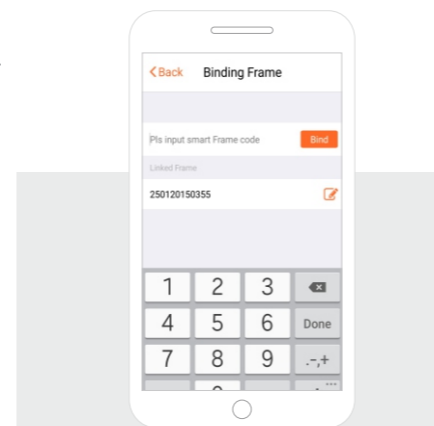 Back Binding Frame
Pls input smart Frame code Bind
Linked Frame
250120150355
1 2 3
4 5 6 Done
7 8 9 .-,+